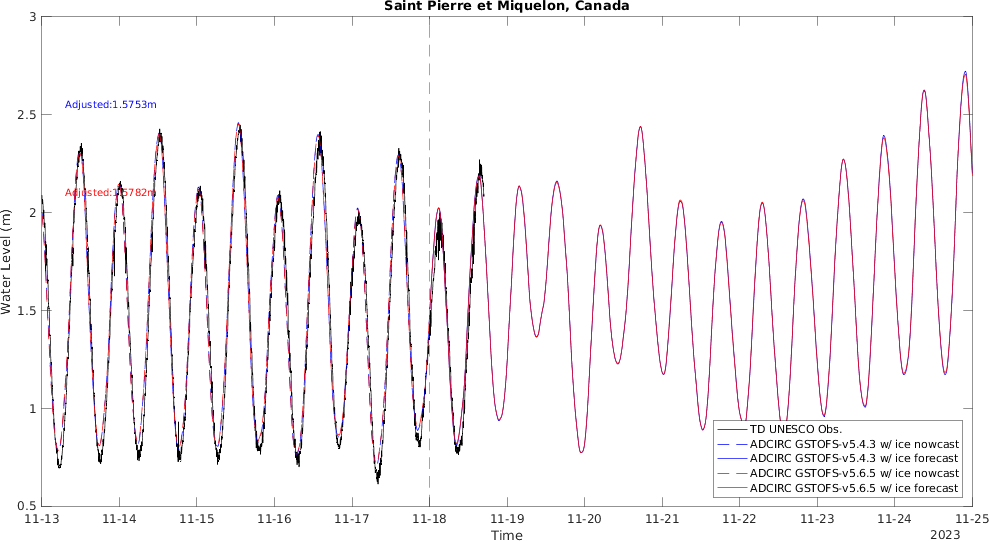 Saint Pierre et Miquelon, Canada
3
2.5
2
1.5
1
0.5
Water Level (m)
Adjusted:1.5753m
Adjusted:1.5782m
TD UNESCO Obs.
ADCIRC GSTOFS-v5.4.3 w/ ice nowcast
ADCIRC GSTOFS-v5.4.3 w/ ice forecast
ADCIRC GSTOFS-v5.6.5 w/ ice nowcast
ADCIRC GSTOFS-v5.6.5 w/ ice forecast
11-13 11-14 11-15 11-16 11-17 11-18 11-19 11-20 11-21 11-22 11-23 11-24 11-25
Time
2023